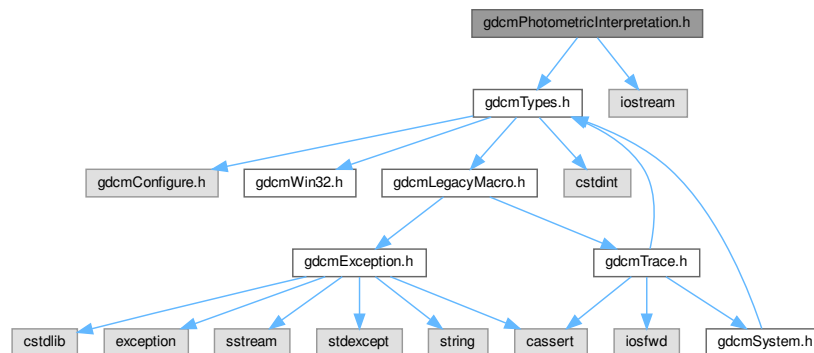 gdcmPhotometricInterpretation.h
gdcmTypes.h
iostream
gdcmConfigure.h
gdcmWin32.h
gdcmLegacyMacro.h
cstdint
gdcmException.h
gdcmTrace.h
cstdlib
exception
sstream
stdexcept
string
cassert
iosfwd
gdcmSystem.h